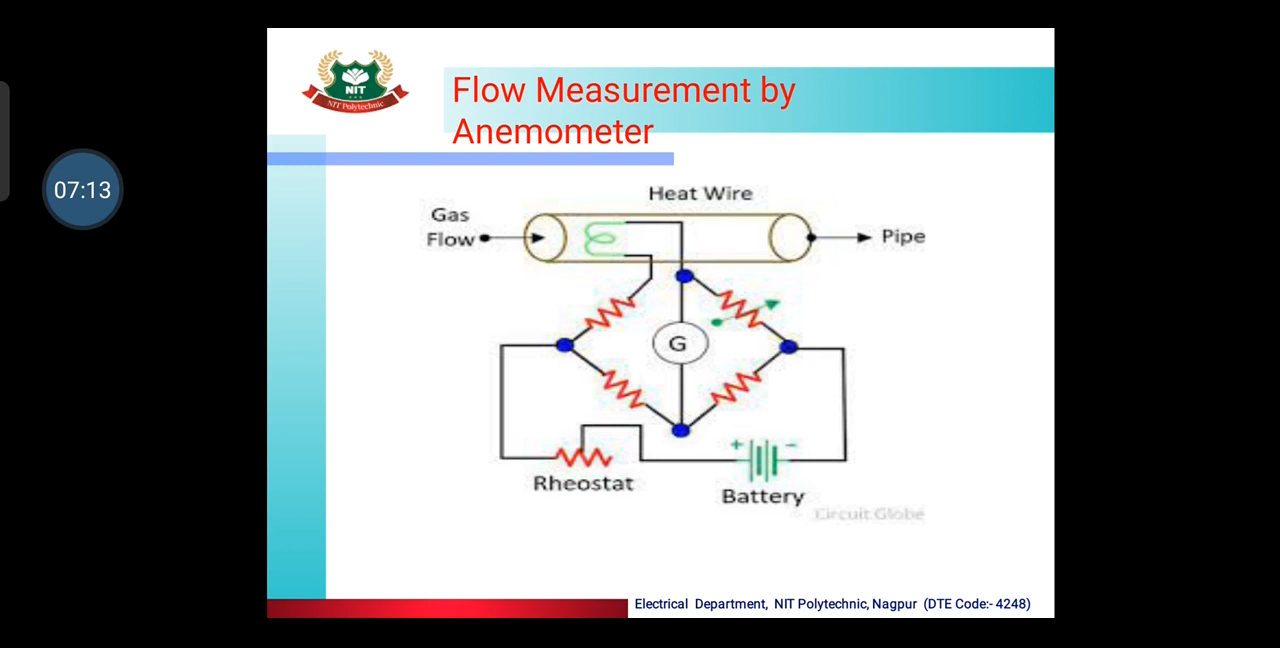 NIT
NIT Polytechnic
Flow Measurement by
Anemometer
07:13
Heat Wire
Gas
Flow
Pipe
G
+ −
Rheostat
Battery
Circuit Globe
Electrical Department, NIT Polytechnic, Nagpur (DTE Code:- 4248)